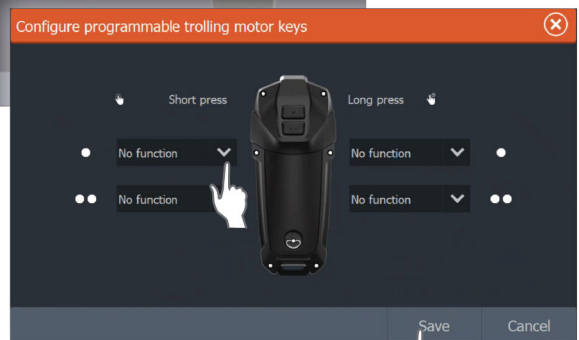 Configure programmable trolling motor keys
Short press
Long press
No function
No function
No function
No function
Save
Cancel